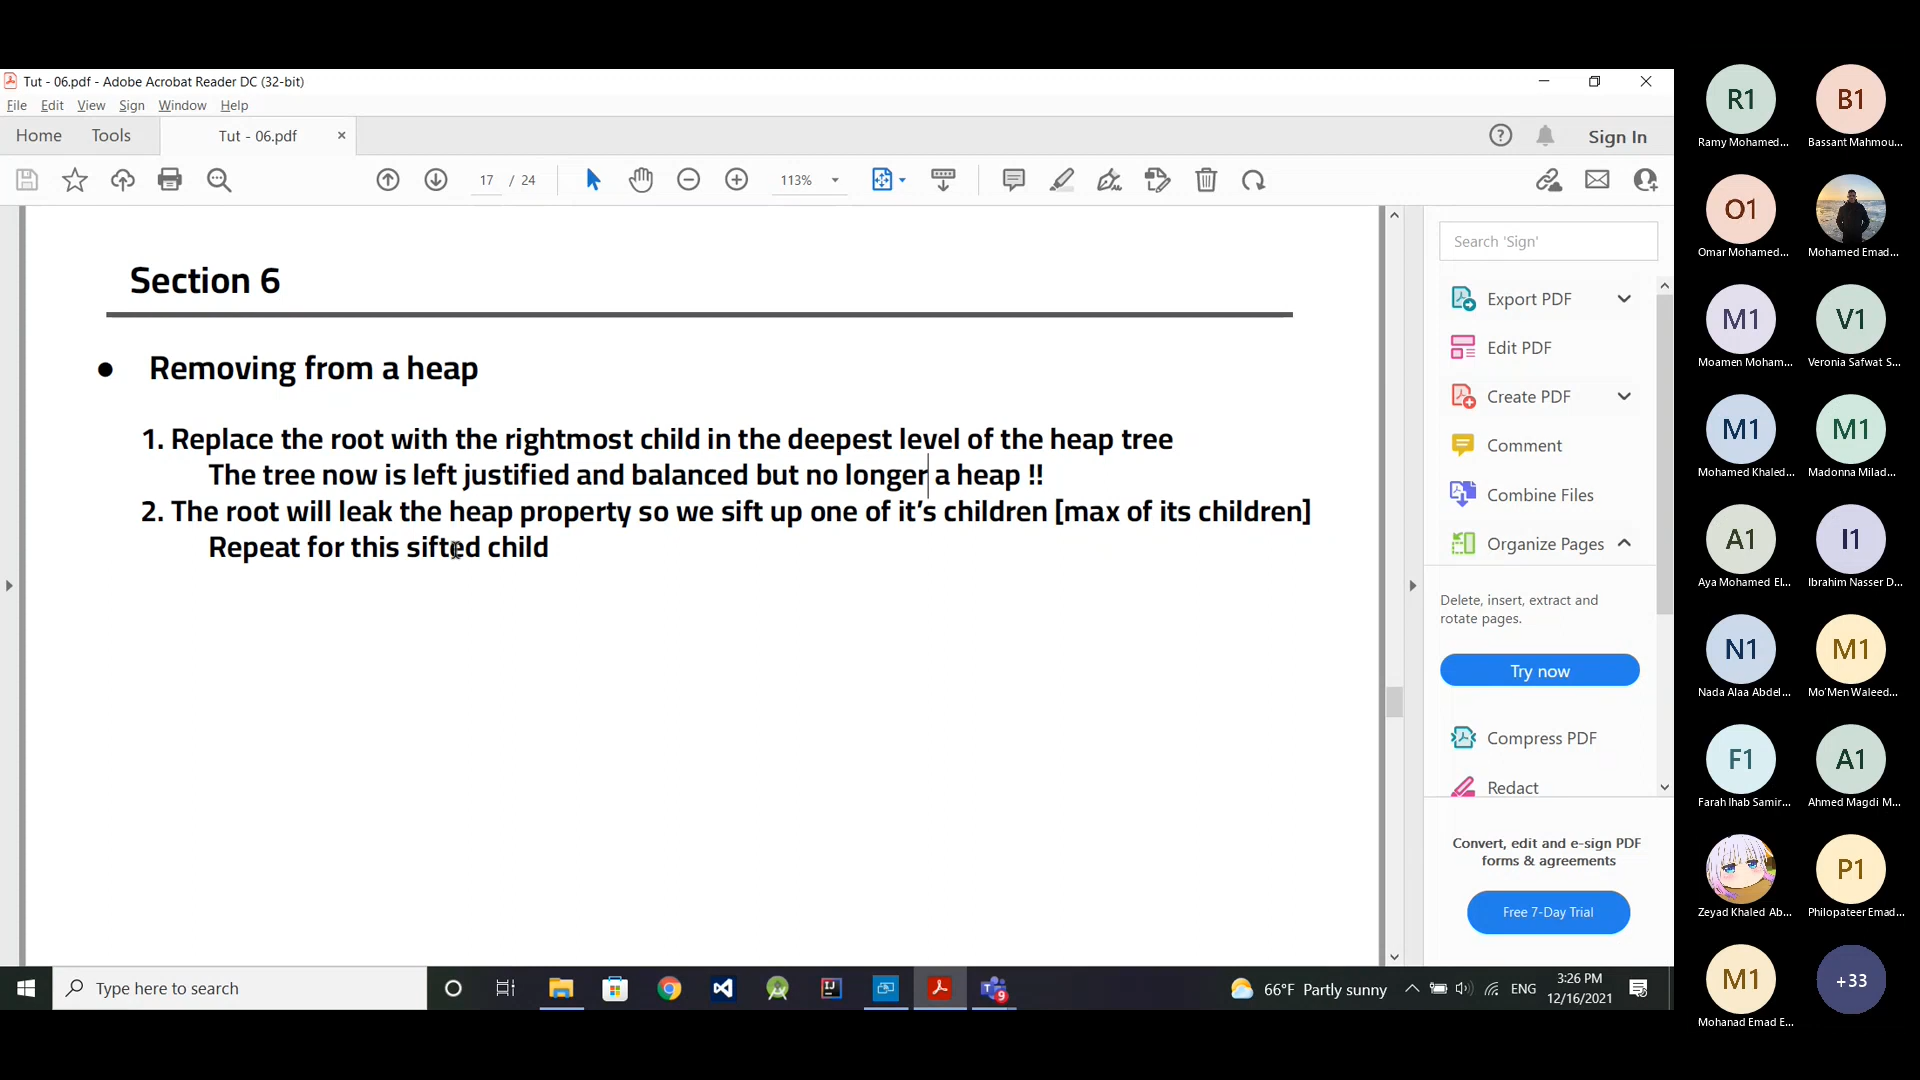 Tut - 06.pdf - Adobe Acrobat Reader DC (32-bit)
File Edit View Sign Window Help
Home Tools Tut - 06.pdf × Sign In
17 / 24 113%
Section 6
● Removing from a heap
1. Replace the root with the rightmost child in the deepest level of the heap tree
The tree now is left justified and balanced but no longer a heap !!
2. The root will leak the heap property so we sift up one of it’s children [max of its children]
Repeat for this sifted child
Search 'Sign'
Export PDF
Edit PDF
Create PDF
Comment
Combine Files
Organize Pages
Delete, insert, extract and
rotate pages.
Try now
Compress PDF
Redact
Convert, edit and e-sign PDF
forms & agreements
Free 7-Day Trial
R1 B1
Ramy Mohamed... Bassant Mahmou...
O1
Omar Mohamed... Mohamed Emad...
M1 V1
Moamen Moham... Veronia Safwat S...
M1 M1
Mohamed Khaled... Madonna Milad...
A1 I1
Aya Mohamed El... Ibrahim Nasser D...
N1 M1
Nada Alaa Abdel... Mo'Men Waleed...
F1 A1
Farah Ihab Samir... Ahmed Magdi M...
P1
Zeyad Khaled Ab... Philopateer Emad...
M1 +33
Mohanad Emad E...
Type here to search
9
66°F Partly sunny ENG
3:26 PM
12/16/2021